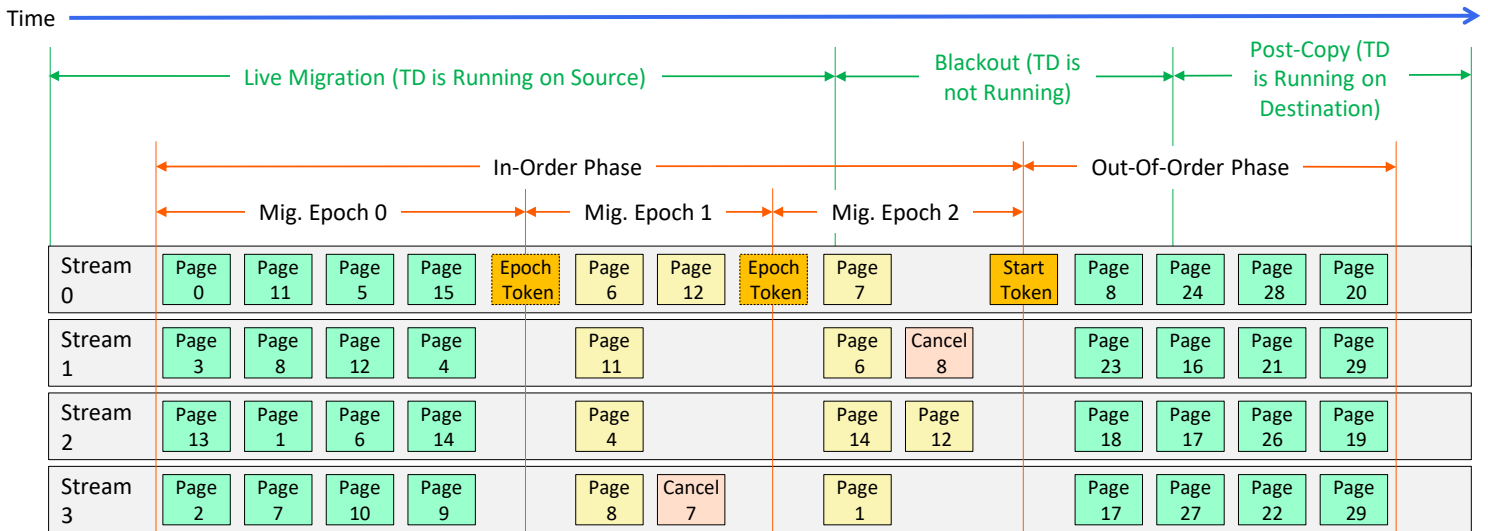 Time
Live Migration (TD is Running on Source)
Blackout (TD is
not Running)
Post-Copy (TD
is Running on
Destination)
In-Order Phase
Out-Of-Order Phase
Mig. Epoch 0
Mig. Epoch 1
Mig. Epoch 2
Stream
0
Page
0
Page
11
Page
5
Page
15
Epoch
Token
Page
6
Page
12
Epoch
Token
Page
7
Start
Token
Page
8
Page
24
Page
28
Page
20
Stream
1
Page
3
Page
8
Page
12
Page
4
Page
11
Page
6
Cancel
8
Page
23
Page
16
Page
21
Page
29
Stream
2
Page
13
Page
1
Page
6
Page
14
Page
4
Page
14
Page
12
Page
18
Page
17
Page
26
Page
19
Stream
3
Page
2
Page
7
Page
10
Page
9
Page
8
Cancel
7
Page
1
Page
17
Page
27
Page
22
Page
29